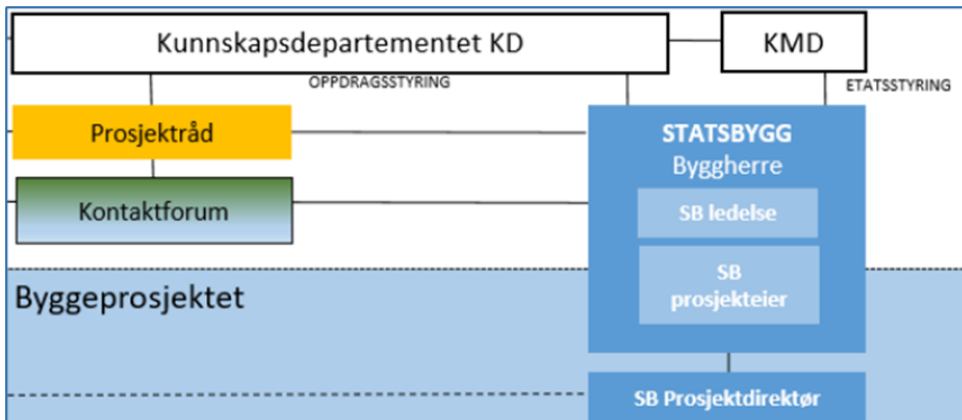 Kunnskapsdepartementet KD
KMD
OPPDRAGSSTYRING
ETATSSTYRING
Prosjektråd
STATSBYGG
Byggherre
Kontaktforum
SB ledelse
SB
prosjekteier
Byggeprosjektet
SB Prosjektdirektør